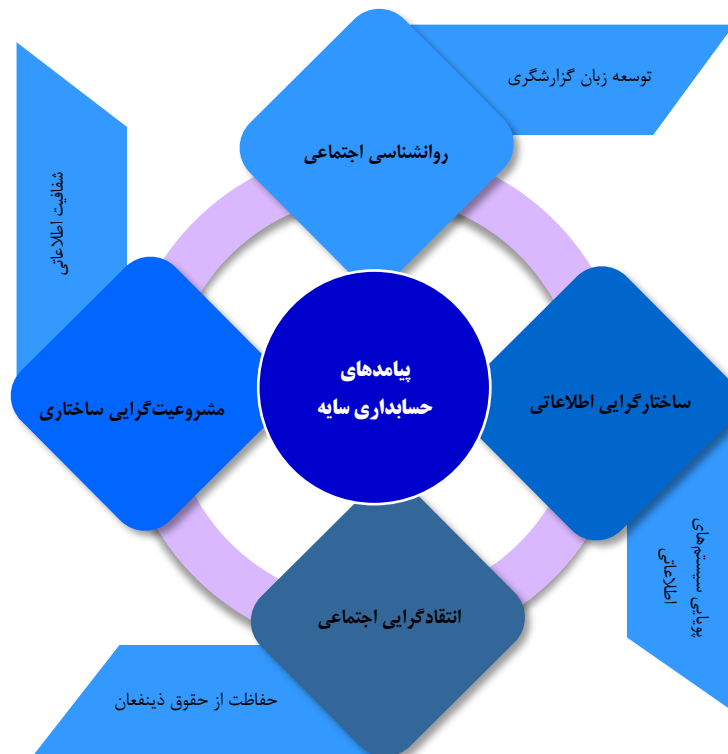 توسعه زبان گزارشگری
روانشناسی اجتماعی
شفافیت اطلاعاتی
پیامدهای
حسابداری سایه
ساختارگرایی اطلاعاتی
مشروعیت‌گرایی ساختاری
پویایی سیستم‌های
اطلاعاتی
انتقادگرایی اجتماعی
حفاظت از حقوق ذینفعان